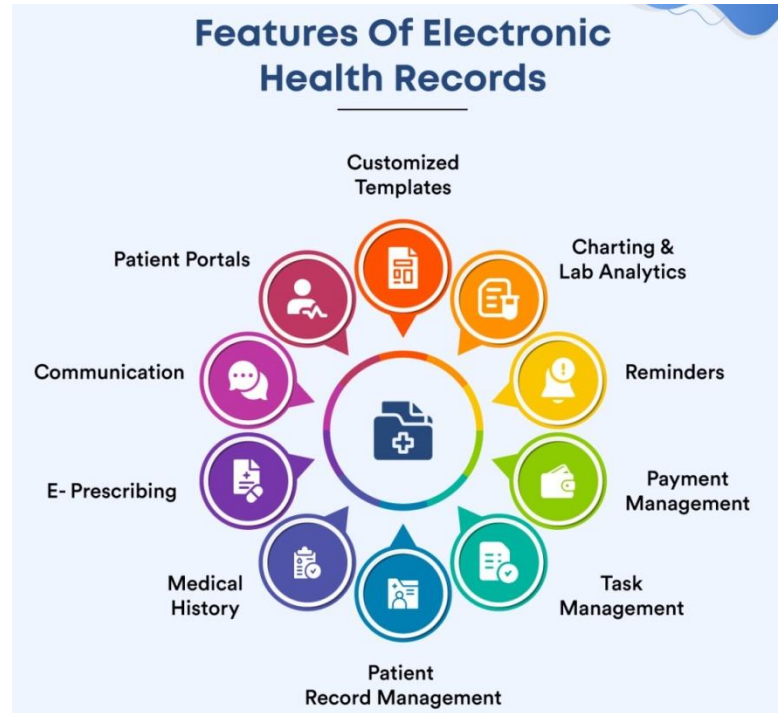 Features Of Electronic
Health Records
Customized
Templates
Charting &
Lab Analytics
Reminders
Payment
Management
Task
Management
Patient
Record Management
Medical
History
E- Prescribing
Communication
Patient Portals